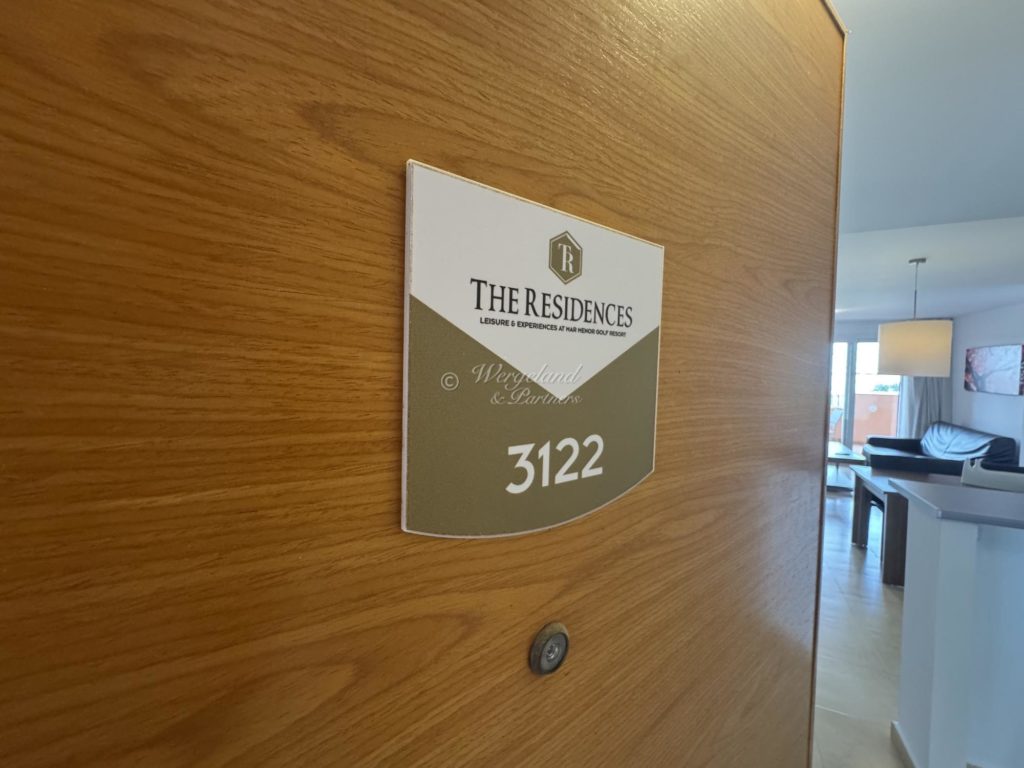 TR
THE RESIDENCES
LEISURE & EXPERIENCES AT MAR MENOR GOLF RESORT
© Wergeland
& Partners
3122